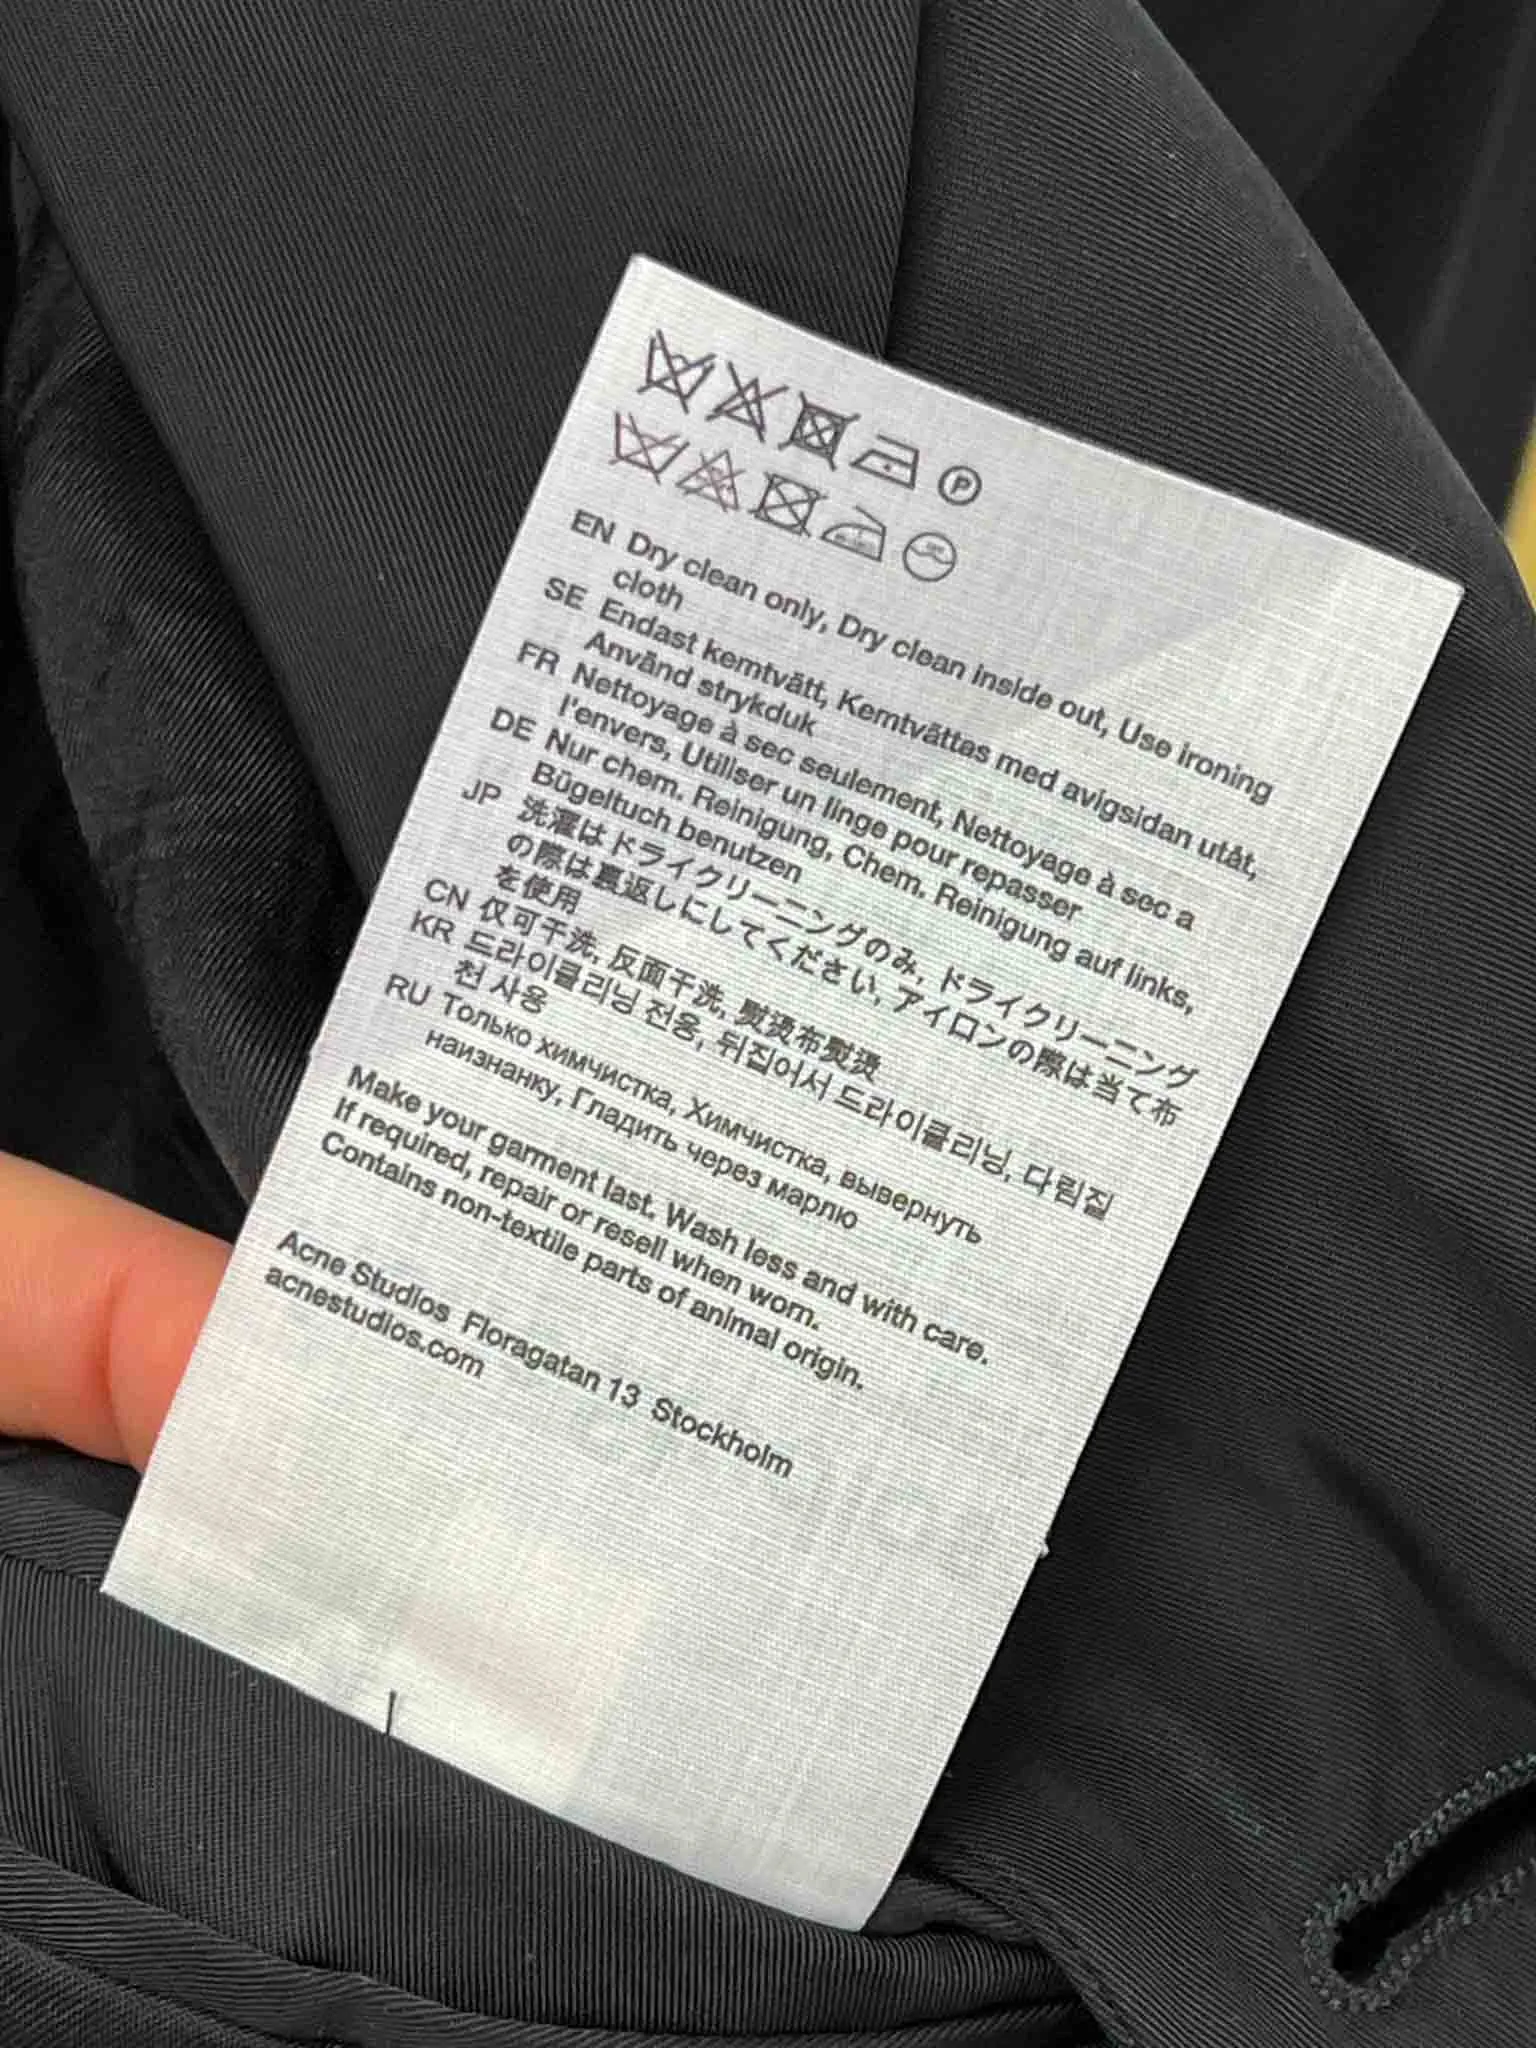 P
EN Dry clean only, Dry clean inside out, Use ironing
cloth
SE Endast kemtvätt, Kemtvättas med avigsidan utåt,
Använd strykduk
FR Nettoyage à sec seulement, Nettoyage à sec a
l'envers, Utiliser un linge pour repasser
DE Nur chem. Reinigung, Chem. Reinigung auf links,
Bügeltuch benutzen
JP 洗濯はドライクリーニングのみ, ドライクリーニング
の際は裏返しにしてください, アイロンの際は当て布
を使用
CN 仅可干洗, 反面干洗, 熨烫布熨烫
KR 드라이클리닝 전용, 뒤집어서 드라이클리닝, 다림질
천 사용
RU Только химчистка, Химчистка, вывернуть
наизнанку, Гладить через марлю
Make your garment last. Wash less and with care.
If required, repair or resell when worn.
Contains non-textile parts of animal origin.
Acne Studios Floragatan 13 Stockholm
acnestudios.com